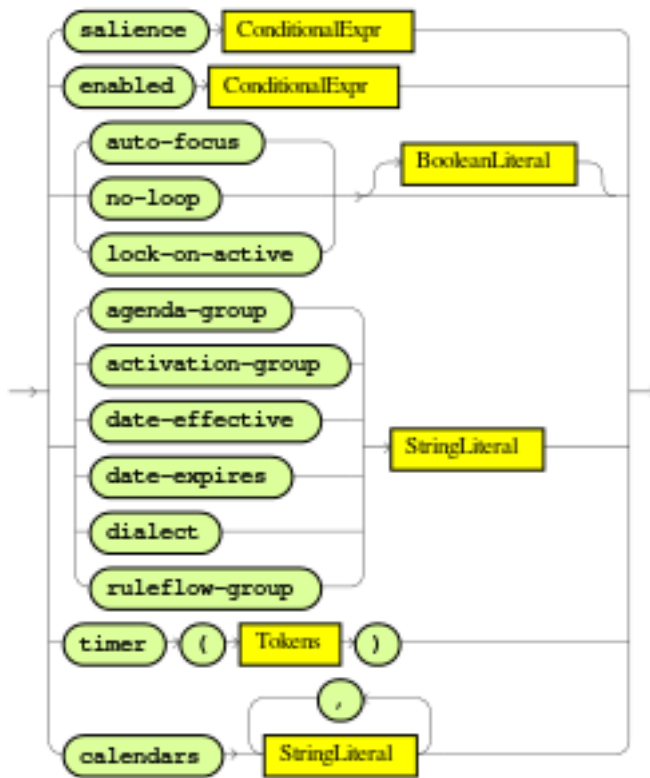 salience ConditionalExpr
enabled ConditionalExpr
auto-focus
BooleanLiteral
no-loop
lock-on-active
agenda-group
activation-group
date-effective
StringLiteral
date-expires
dialect
ruleflow-group
timer ( Tokens )
,
calendars StringLiteral